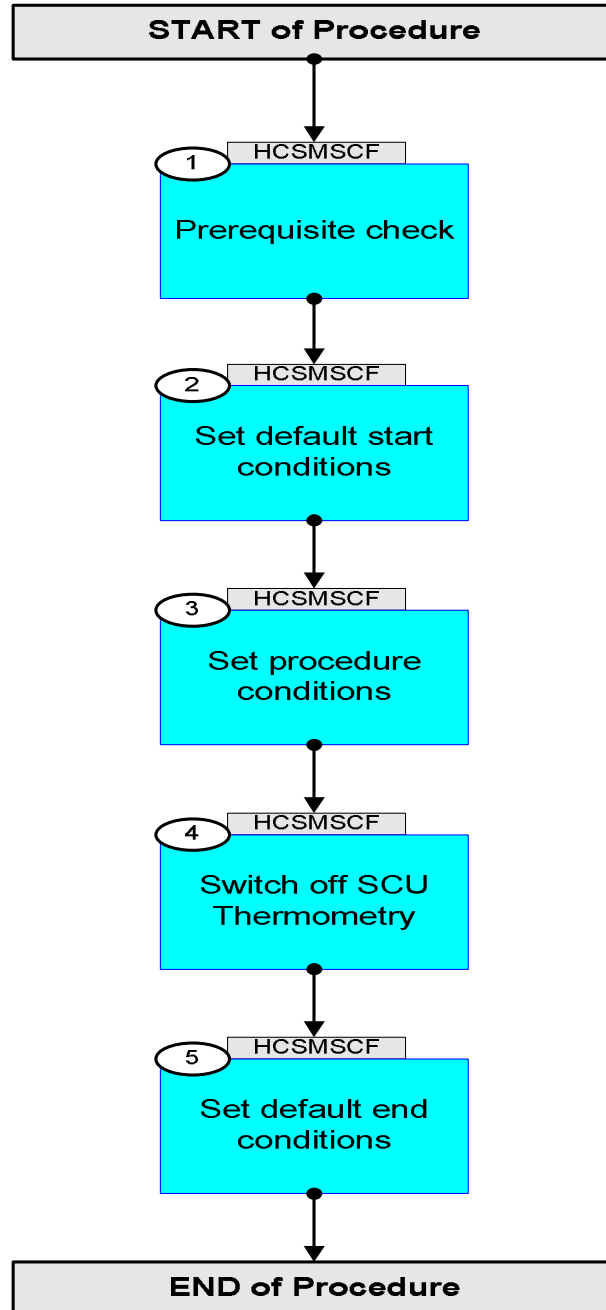 START of Procedure
HCSMSCF
1
Prerequisite check
HCSMSCF
2
Set default start
conditions
HCSMSCF
3
Set procedure
conditions
HCSMSCF
4
Switch off SCU
Thermometry
HCSMSCF
5
Set default end
conditions
END of Procedure